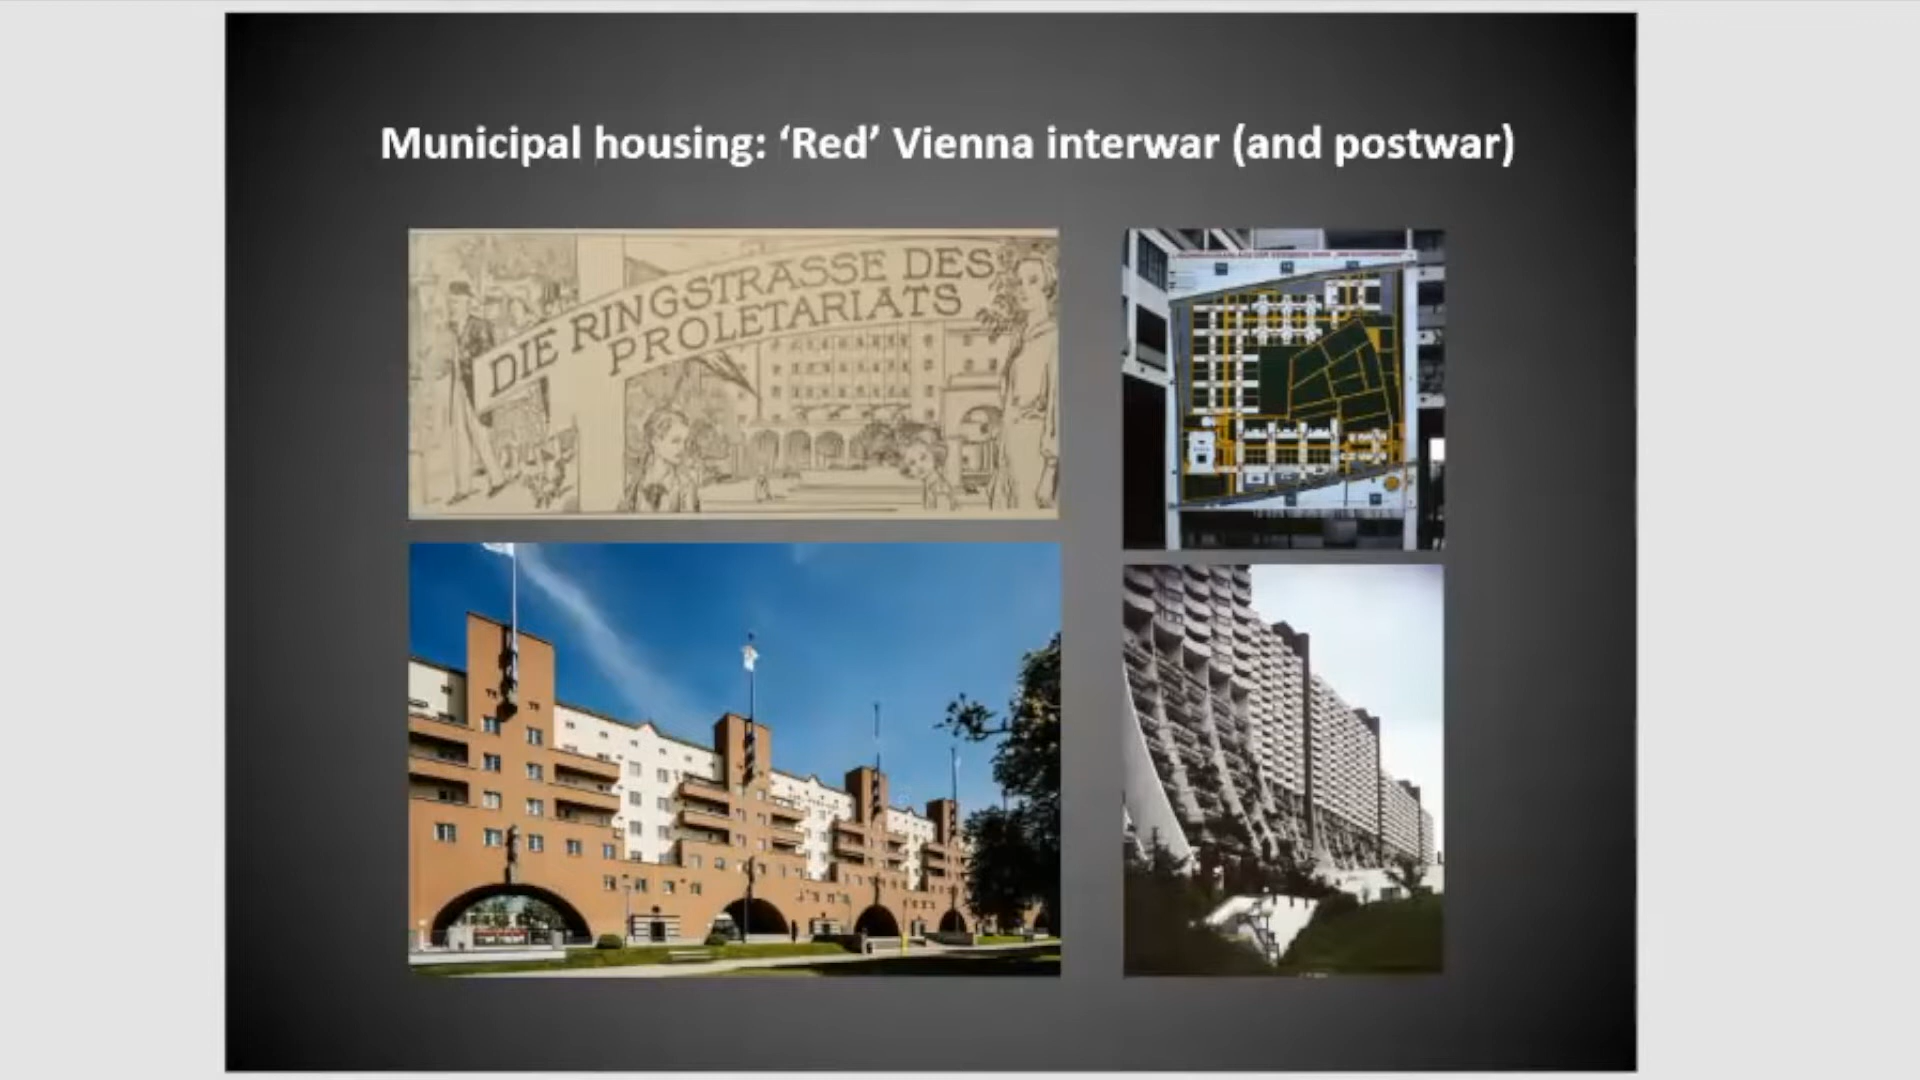 Municipal housing: ‘Red’ Vienna interwar (and postwar)
DIE RINGSTRASSE DES
PROLETARIATS